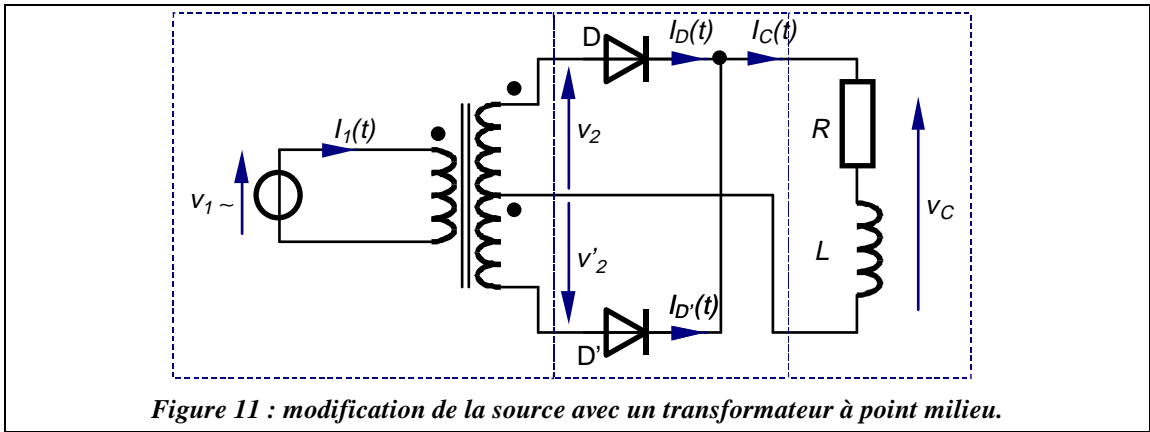 D I_D(t) I_C(t)
I_1(t) v_2 R
v_1 ~ v_C
v'_2 L
I_D'(t)
D'
Figure 11 : modification de la source avec un transformateur à point milieu.